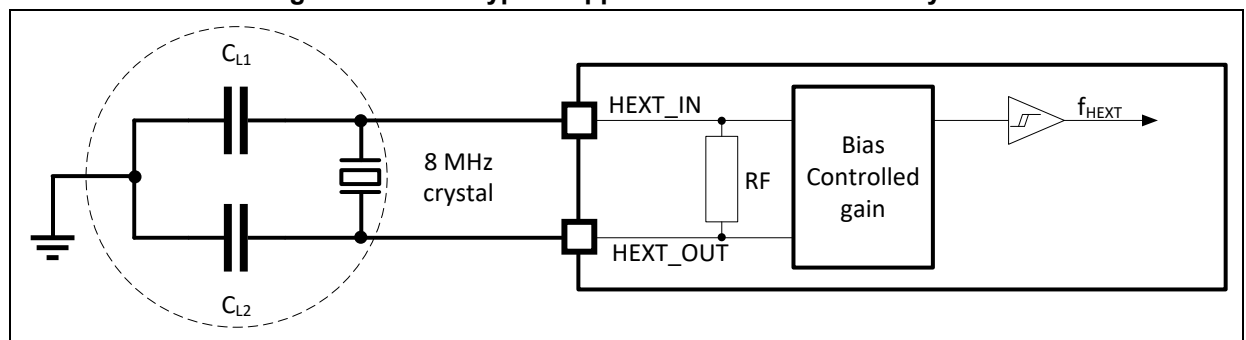 C_L1
HEXT_IN
f_HEXT
8 MHz
crystal
RF
Bias
Controlled
gain
HEXT_OUT
C_L2